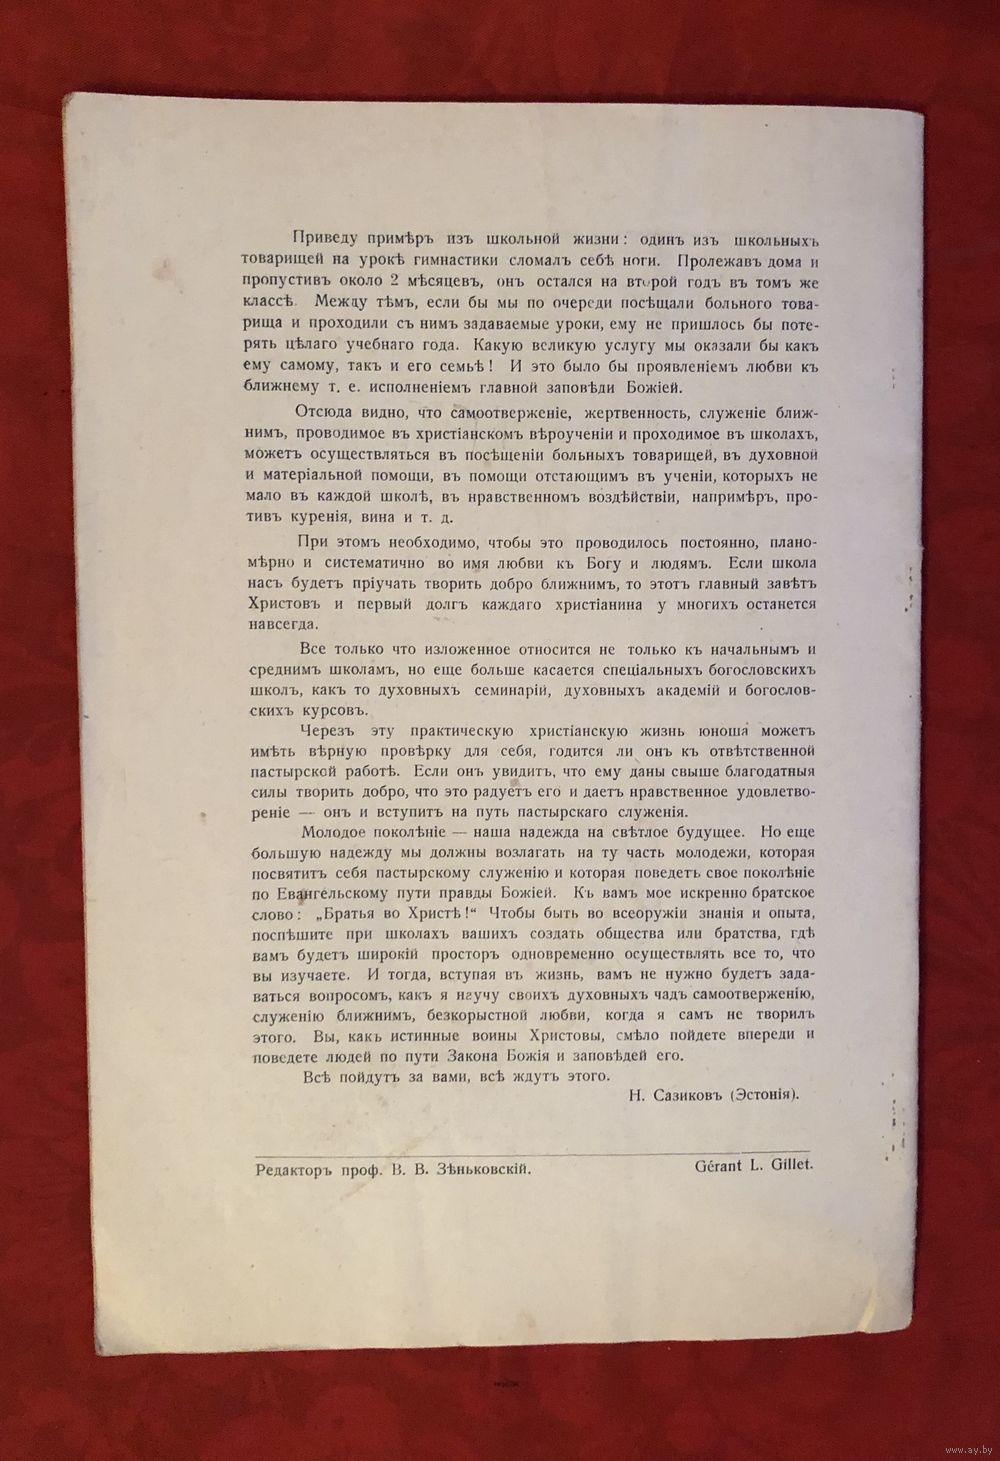 Приведу примѣръ изъ школьной жизни: одинъ изъ школьныхъ
товарищей на урокѣ гимнастики сломалъ себѣ ноги. Пролежавъ дома и
пропустивъ около 2 мѣсяцевъ, онъ остался на второй годъ въ томъ же
классѣ. Между тѣмъ, если бы мы по очереди посѣщали больного това-
рища и проходили съ нимъ задаваемые уроки, ему не пришлось бы поте-
рять цѣлаго учебнаго года. Какую великую услугу мы оказали бы какъ
ему самому, такъ и его семьѣ! И это было бы проявленіемъ любви къ
ближнему т. е. исполненіемъ главной заповѣди Божіей.
Отсюда видно, что самоотверженіе, жертвенность, служеніе ближ-
нимъ, проводимое въ христіанскомъ вѣроученіи и проходимое въ школахъ,
можетъ осуществляться въ посѣщеніи больныхъ товарищей, въ духовной
и матеріальной помощи, въ помощи отстающимъ въ ученіи, которыхъ не
мало въ каждой школѣ, въ нравственномъ воздѣйствіи, напримѣръ, про-
тивъ куренія, вина и т. д.
При этомъ необходимо, чтобы это проводилось постоянно, плано-
мѣрно и систематично во имя любви къ Богу и людямъ. Если школа
насъ будетъ пріучать творить добро ближнимъ, то этотъ главный завѣтъ
Христовъ и первый долгъ каждаго христіанина у многихъ останется
навсегда.
Все только что изложенное относится не только къ начальнымъ и
среднимъ школамъ, но еще больше касается спеціальныхъ богословскихъ
школъ, какъ то духовныхъ семинарій, духовныхъ академій и богослов-
скихъ курсовъ.
Черезъ эту практическую христіанскую жизнь юноша можетъ
имѣть вѣрную провѣрку для себя, годится ли онъ къ отвѣтственной
пастырской работѣ. Если онъ увидитъ, что ему даны свыше благодатныя
силы творить добро, что это радуетъ его и даетъ нравственное удовлетво-
реніе — онъ и вступитъ на путь пастырскаго служенія.
Молодое поколѣніе — наша надежда на свѣтлое будущее. Но еще
большую надежду мы должны возлагать на ту часть молодежи, которая
посвятитъ себя пастырскому служенію и которая поведетъ свое поколѣніе
по Евангельскому пути правды Божіей. Къ вамъ мое искренно братское
слово: „Братья во Христѣ!“ Чтобы быть во всеоружіи знанія и опыта,
поспѣшите при школахъ вашихъ создать общества или братства, гдѣ
вамъ будетъ широкій просторъ одновременно осуществлять все то, что
вы изучаете. И тогда, вступая въ жизнь, вамъ не нужно будетъ зада-
ваться вопросомъ, какъ я научу своихъ духовныхъ чадъ самоотверженію,
служенію ближнимъ, безкорыстной любви, когда я самъ не творилъ
этого. Вы, какъ истинные воины Христовы, смѣло пойдете впереди и
поведете людей по пути Закона Божія и заповѣдей его.
Всѣ пойдутъ за вами, всѣ ждутъ этого.
Н. Сазиковъ (Эстонія).
Редакторъ проф. В. В. Зѣньковскій.
Gérant L. Gillet.
www.ay.by